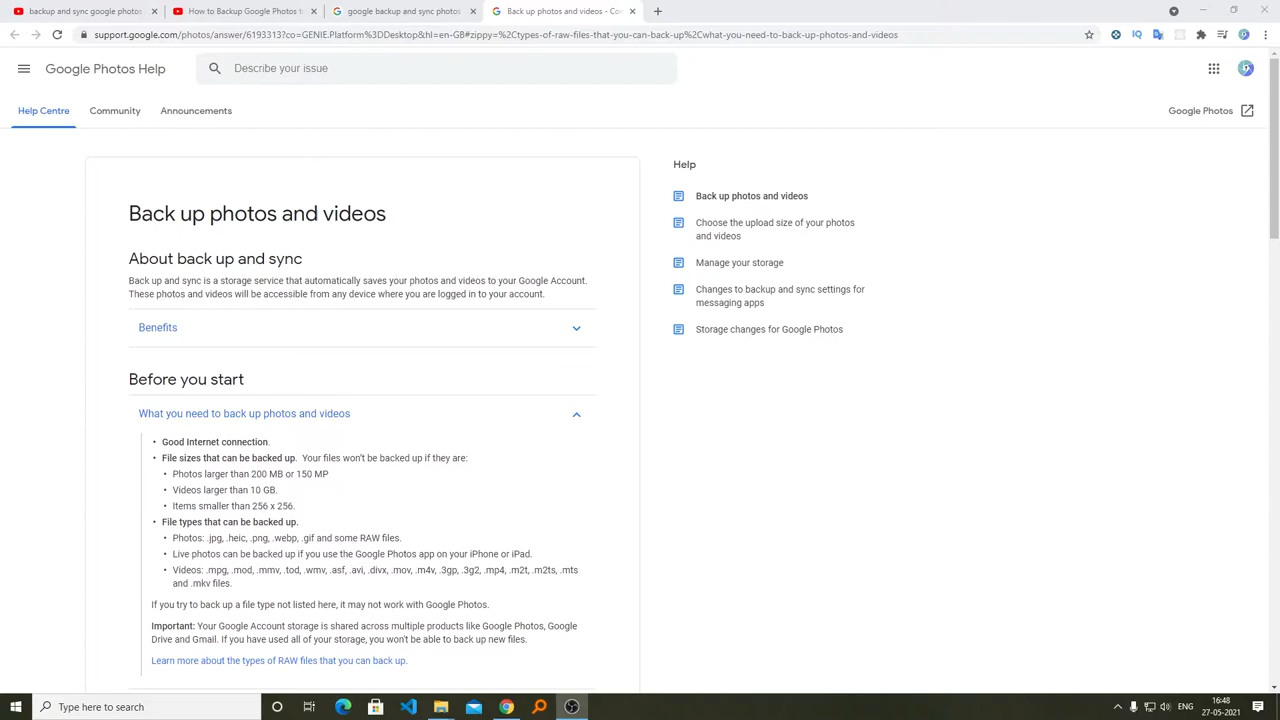 backup and sync google photos
How to Backup Google Photos t
google backup and sync photos
Back up photos and videos - Co
support.google.com/photos/answer/6193313?co=GENIE.Platform%3DDesktop&hl=en-GB#zippy=%2Ctypes-of-raw-files-that-you-can-back-up%2Cwhat-you-need-to-back-up-photos-and-videos
Google Photos Help
Describe your issue
Help Centre
Community
Announcements
Google Photos
Back up photos and videos
About back up and sync
Back up and sync is a storage service that automatically saves your photos and videos to your Google Account.
These photos and videos will be accessible from any device where you are logged in to your account.
Benefits
Before you start
What you need to back up photos and videos
• Good Internet connection.
• File sizes that can be backed up. Your files won't be backed up if they are:
• Photos larger than 200 MB or 150 MP
• Videos larger than 10 GB.
• Items smaller than 256 x 256.
• File types that can be backed up.
• Photos: .jpg, .heic, .png, .webp, .gif and some RAW files.
• Live photos can be backed up if you use the Google Photos app on your iPhone or iPad.
• Videos: .mpg, .mod, .mmv, .tod, .wmv, .asf, .avi, .divx, .mov, .m4v, .3gp, .3g2, .mp4, .m2t, .m2ts, .mts
and .mkv files.
If you try to back up a file type not listed here, it may not work with Google Photos.
Important: Your Google Account storage is shared across multiple products like Google Photos, Google
Drive and Gmail. If you have used all of your storage, you won't be able to back up new files.
Learn more about the types of RAW files that you can back up.
Help
Back up photos and videos
Choose the upload size of your photos
and videos
Manage your storage
Changes to backup and sync settings for
messaging apps
Storage changes for Google Photos
Type here to search
ENG
16:48
27-05-2021